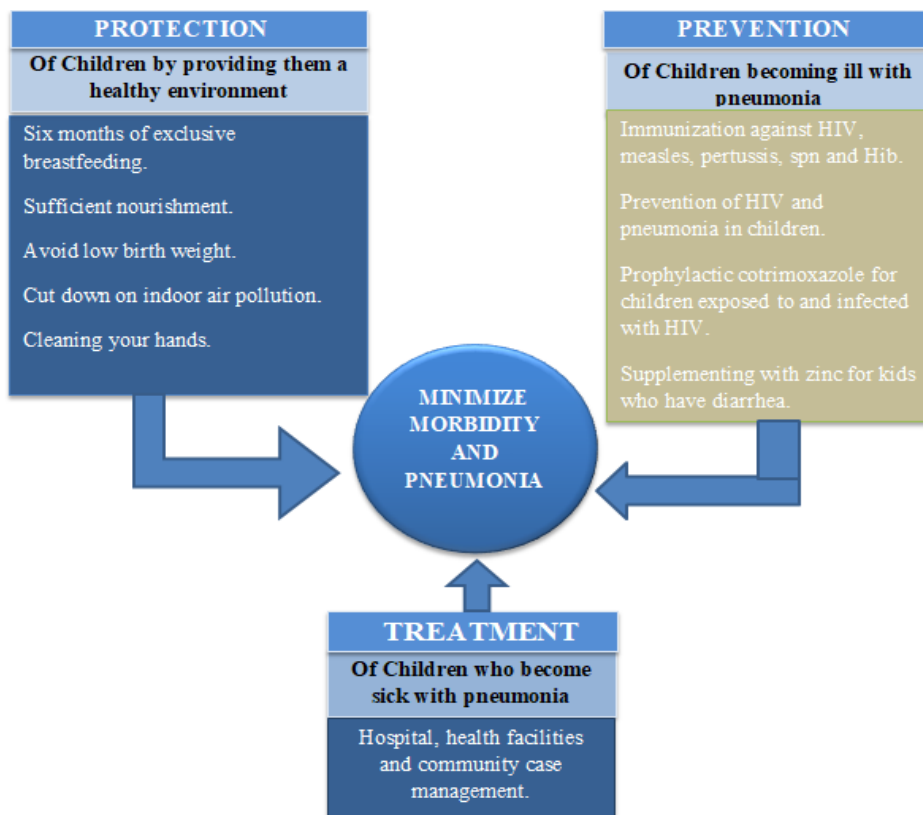 PROTECTION
Of Children by providing them a
healthy environment
Six months of exclusive
breastfeeding.
Sufficient nourishment.
Avoid low birth weight.
Cut down on indoor air pollution.
Cleaning your hands.
PREVENTION
Of Children becoming ill with
pneumonia
Immunization against HIV,
measles, pertussis, spn and Hib.
Prevention of HIV and
pneumonia in children.
Prophylactic cotrimoxazole for
children exposed to and infected
with HIV.
Supplementing with zinc for kids
who have diarrhea.
MINIMIZE
MORBIDITY
AND
PNEUMONIA
TREATMENT
Of Children who become
sick with pneumonia
Hospital, health facilities
and community case
management.